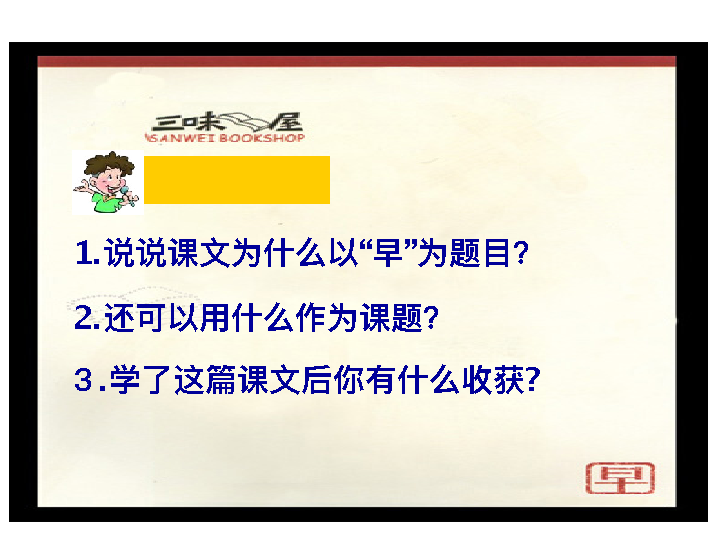 三味屋
SANWEI BOOKSHOP
1.说说课文为什么以“早”为题目?
2.还可以用什么作为课题?
３.学了这篇课文后你有什么收获?
早